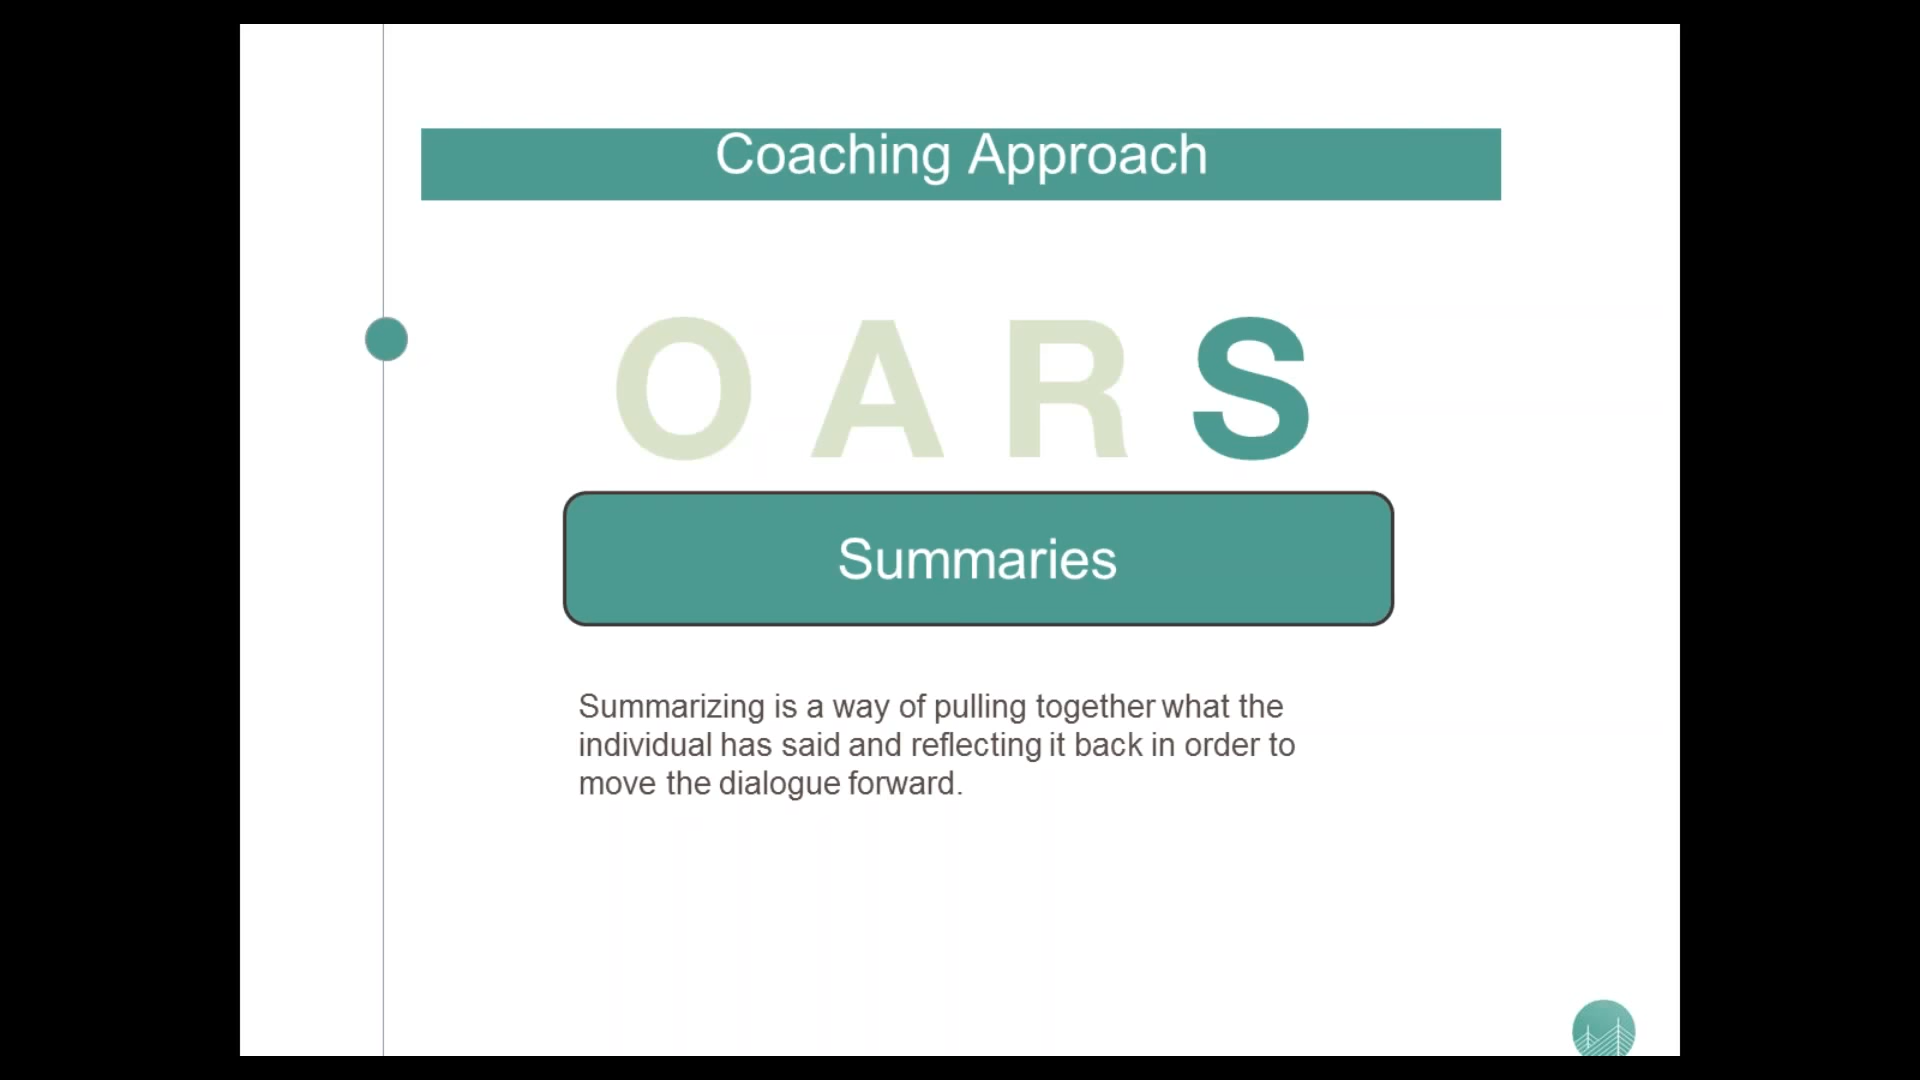 Coaching Approach
O A R S
Summaries
Summarizing is a way of pulling together what the
individual has said and reflecting it back in order to
move the dialogue forward.